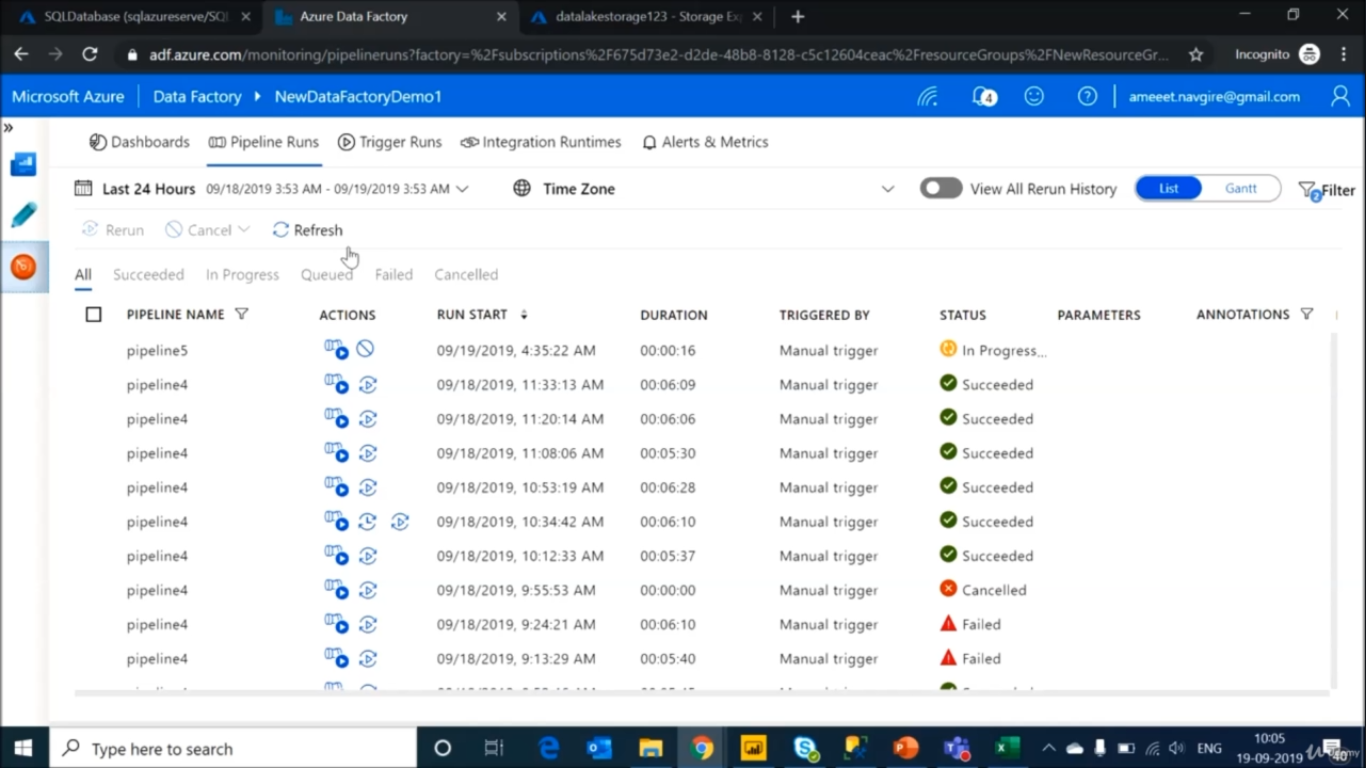 SQLDatabase (sqlazureserve/SQL
Azure Data Factory
datalakestorage123 - Storage Ex
adf.azure.com/monitoring/pipelineruns?factory=%2Fsubscriptions%2F675d73e2-d2de-48b8-8128-c5c12604ceac%2FresourceGroups%2FNewResourceGr...
Incognito
Microsoft Azure
Data Factory
NewDataFactoryDemo1
4
ameeet.navgire@gmail.com
Dashboards
Pipeline Runs
Trigger Runs
Integration Runtimes
Alerts & Metrics
Last 24 Hours 09/18/2019 3:53 AM - 09/19/2019 3:53 AM
Time Zone
View All Rerun History
List
Gantt
2
Filter
Rerun
Cancel
Refresh
All
Succeeded
In Progress
Queued
Failed
Cancelled
PIPELINE NAME ACTIONS RUN START DURATION TRIGGERED BY STATUS PARAMETERS ANNOTATIONS
pipeline5 09/19/2019, 4:35:22 AM 00:00:16 Manual trigger In Progress...
pipeline4 09/18/2019, 11:33:13 AM 00:06:09 Manual trigger Succeeded
pipeline4 09/18/2019, 11:20:14 AM 00:06:06 Manual trigger Succeeded
pipeline4 09/18/2019, 11:08:06 AM 00:05:30 Manual trigger Succeeded
pipeline4 09/18/2019, 10:53:19 AM 00:06:28 Manual trigger Succeeded
pipeline4 09/18/2019, 10:34:42 AM 00:06:10 Manual trigger Succeeded
pipeline4 09/18/2019, 10:12:33 AM 00:05:37 Manual trigger Succeeded
pipeline4 09/18/2019, 9:55:53 AM 00:00:00 Manual trigger Cancelled
pipeline4 09/18/2019, 9:24:21 AM 00:06:10 Manual trigger Failed
pipeline4 09/18/2019, 9:13:29 AM 00:05:40 Manual trigger Failed
Type here to search
ENG
10:05
19-09-2019
40